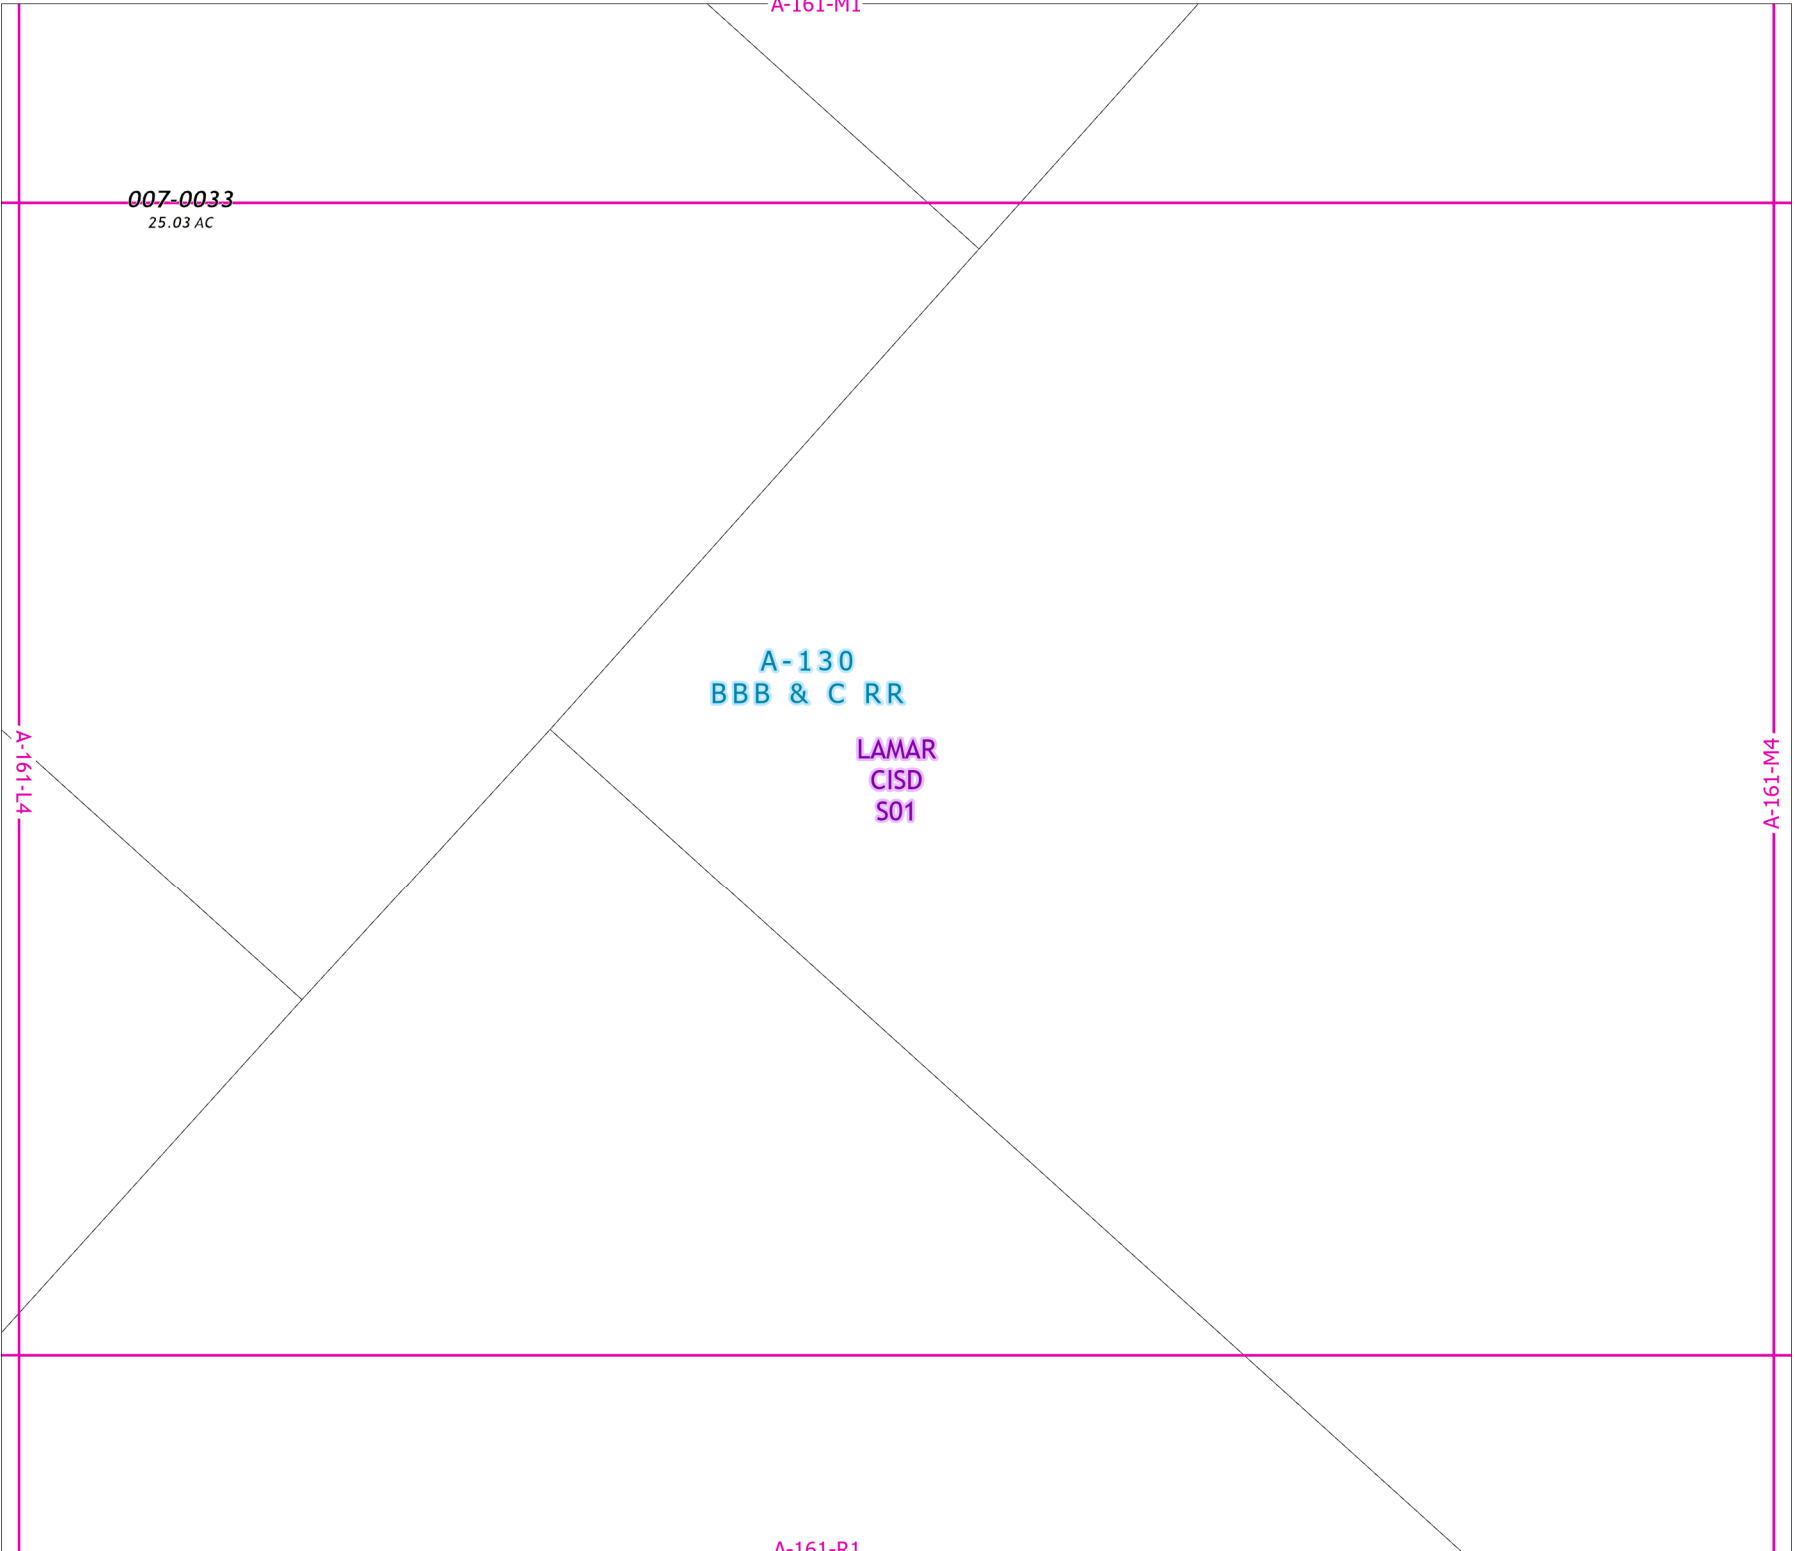 A-161-M1
007-0033
25.03 AC
A-130
BBB & C RR
LAMAR
CISD
S01
A-161-L4
A-161-M4
A-161-R1